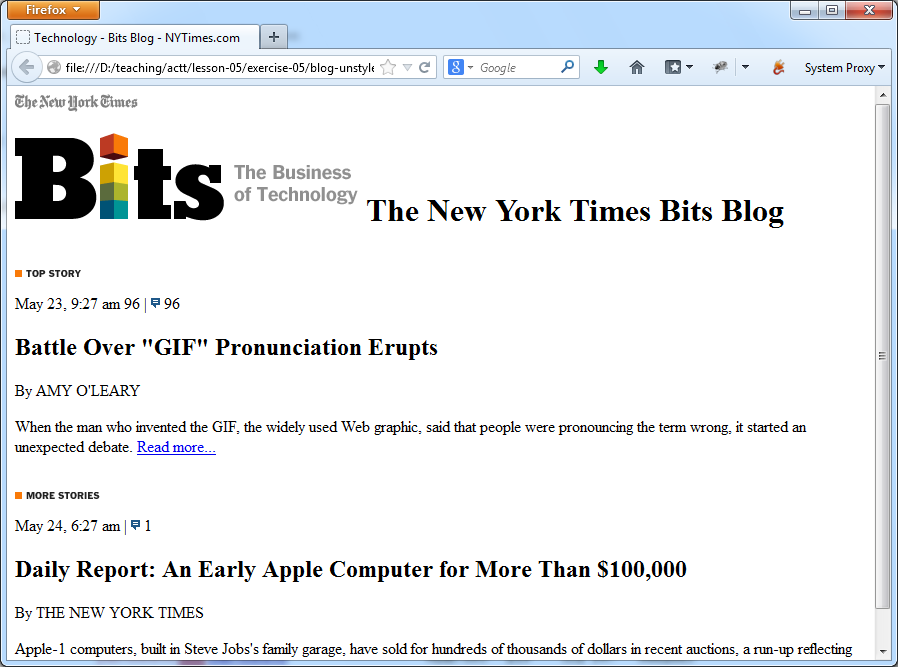 Firefox
Technology - Bits Blog - NYTimes.com
file:///D:/teaching/actt/lesson-05/exercise-05/blog-unstyle
Google
System Proxy
The New York Times
Bits
The Business
of Technology
The New York Times Bits Blog
TOP STORY
May 23, 9:27 am 96 | 96
Battle Over "GIF" Pronunciation Erupts
By AMY O'LEARY
When the man who invented the GIF, the widely used Web graphic, said that people were pronouncing the term wrong, it started an
unexpected debate. Read more...
MORE STORIES
May 24, 6:27 am | 1
Daily Report: An Early Apple Computer for More Than $100,000
By THE NEW YORK TIMES
Apple-1 computers, built in Steve Jobs's family garage, have sold for hundreds of thousands of dollars in recent auctions, a run-up reflecting